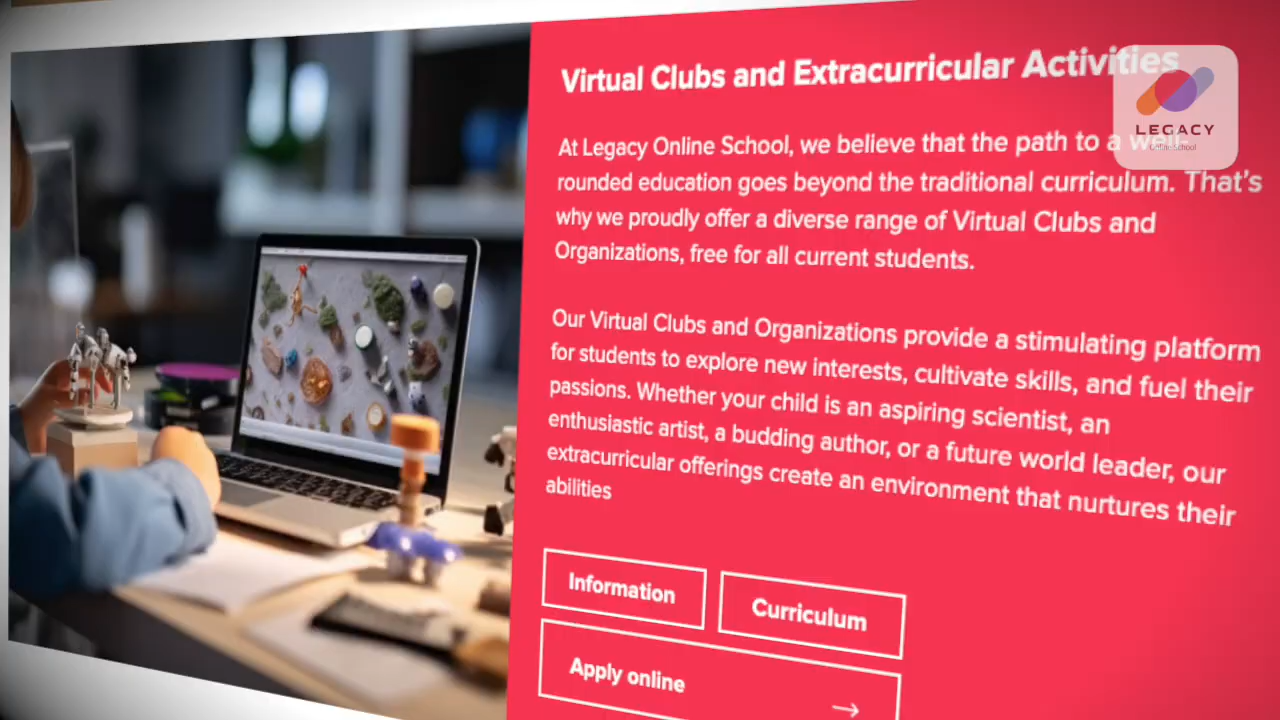 Virtual Clubs and Extracurricular Activities
LEGACY
Online School
At Legacy Online School, we believe that the path to a well-
rounded education goes beyond the traditional curriculum. That's
why we proudly offer a diverse range of Virtual Clubs and
Organizations, free for all current students.
Our Virtual Clubs and Organizations provide a stimulating platform
for students to explore new interests, cultivate skills, and fuel their
passions. Whether your child is an aspiring scientist, an
enthusiastic artist, a budding author, or a future world leader, our
extracurricular offerings create an environment that nurtures their
abilities
Information
Curriculum
Apply online →